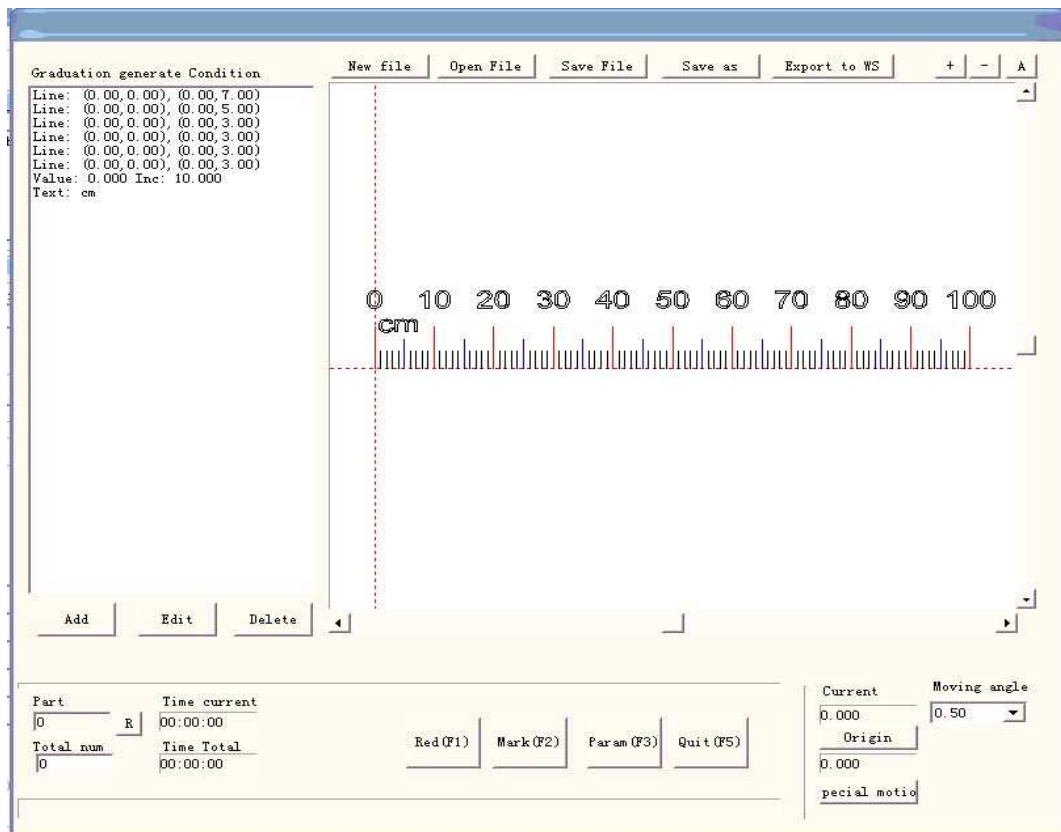 New file Open File Save File Save as Export to WS + - A
Graduation generate Condition
Line: (0.00,0.00), (0.00,7.00)
Line: (0.00,0.00), (0.00,5.00)
Line: (0.00,0.00), (0.00,3.00)
Line: (0.00,0.00), (0.00,3.00)
Line: (0.00,0.00), (0.00,3.00)
Line: (0.00,0.00), (0.00,3.00)
Value: 0.000 Inc: 10.000
Text: cm
0 10 20 30 40 50 60 70 80 90 100
cm
Add Edit Delete
Part Time current
0 R 00:00:00
Total num Time Total
0 00:00:00
Red(F1) Mark(F2) Param(F3) Quit(F5)
Current Moving angle
0.000 0.50
Origin
0.000
pecial motio